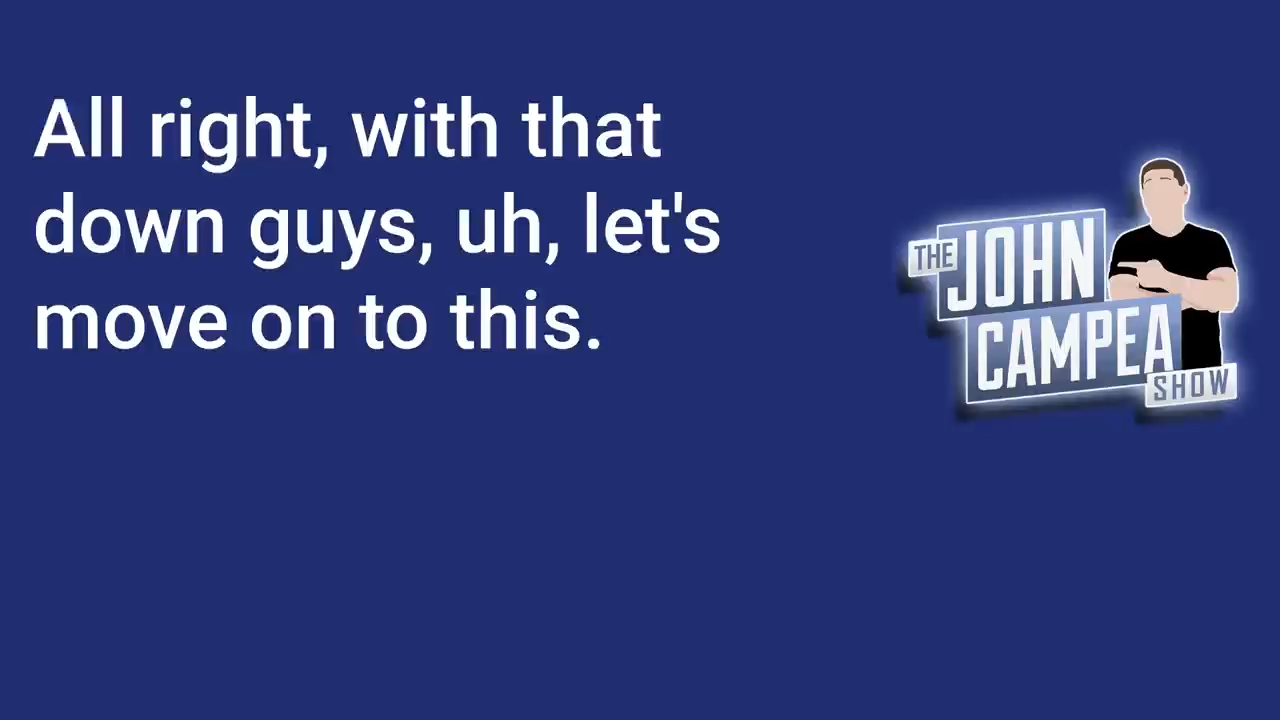 All right, with that
down guys, uh, let's
move on to this.
THE
JOHN
CAMPEA
SHOW